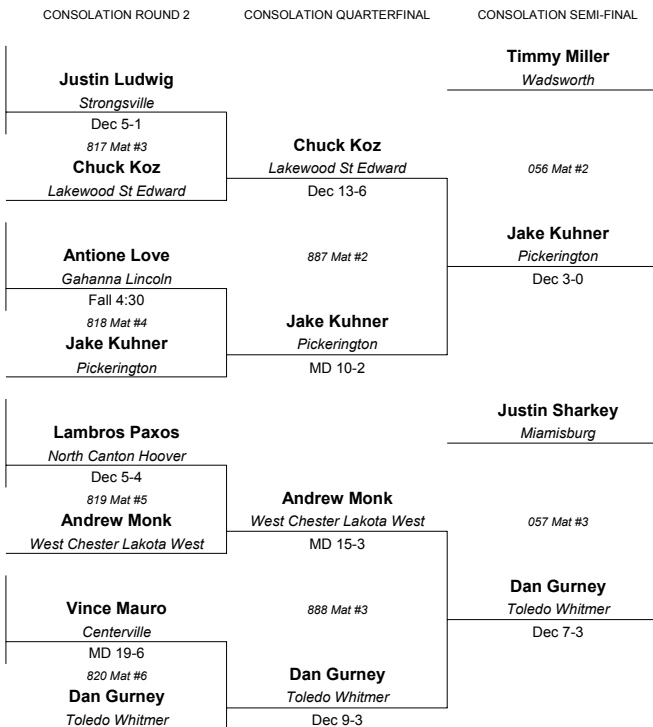 CONSOLATION ROUND 2
CONSOLATION QUARTERFINAL
CONSOLATION SEMI-FINAL
Justin Ludwig
Strongsville
Dec 5-1
817 Mat #3
Chuck Koz
Lakewood St Edward
Antione Love
Gahanna Lincoln
Fall 4:30
818 Mat #4
Jake Kuhner
Pickerington
Lambros Paxos
North Canton Hoover
Dec 5-4
819 Mat #5
Andrew Monk
West Chester Lakota West
Vince Mauro
Centerville
MD 19-6
820 Mat #6
Dan Gurney
Toledo Whitmer
Chuck Koz
Lakewood St Edward
Dec 13-6
887 Mat #2
Jake Kuhner
Pickerington
MD 10-2
Andrew Monk
West Chester Lakota West
MD 15-3
888 Mat #3
Dan Gurney
Toledo Whitmer
Dec 9-3
Timmy Miller
Wadsworth
056 Mat #2
Jake Kuhner
Pickerington
Dec 3-0
Justin Sharkey
Miamisburg
057 Mat #3
Dan Gurney
Toledo Whitmer
Dec 7-3